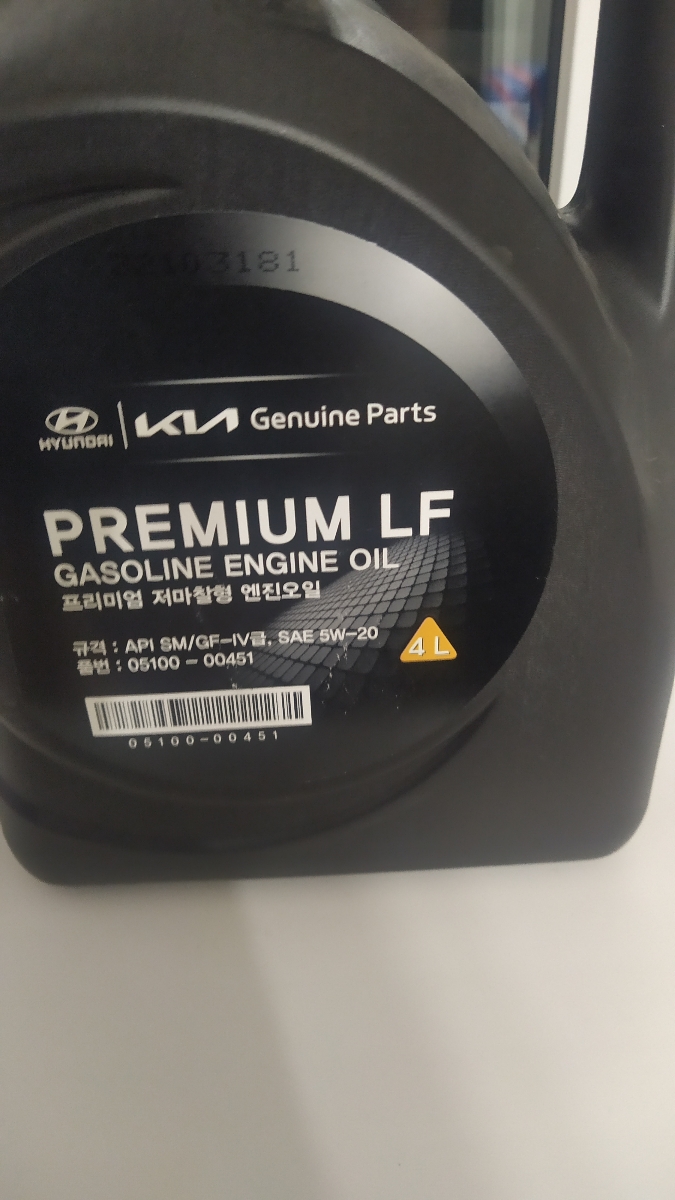 3181
HYUNDAI KIA Genuine Parts
PREMIUM LF
GASOLINE ENGINE OIL
프리미엄 저마찰형 엔진오일
규격 : API SM/GF-IV급, SAE 5W-20
품번 : 05100 - 00451
4 L
05100-00451